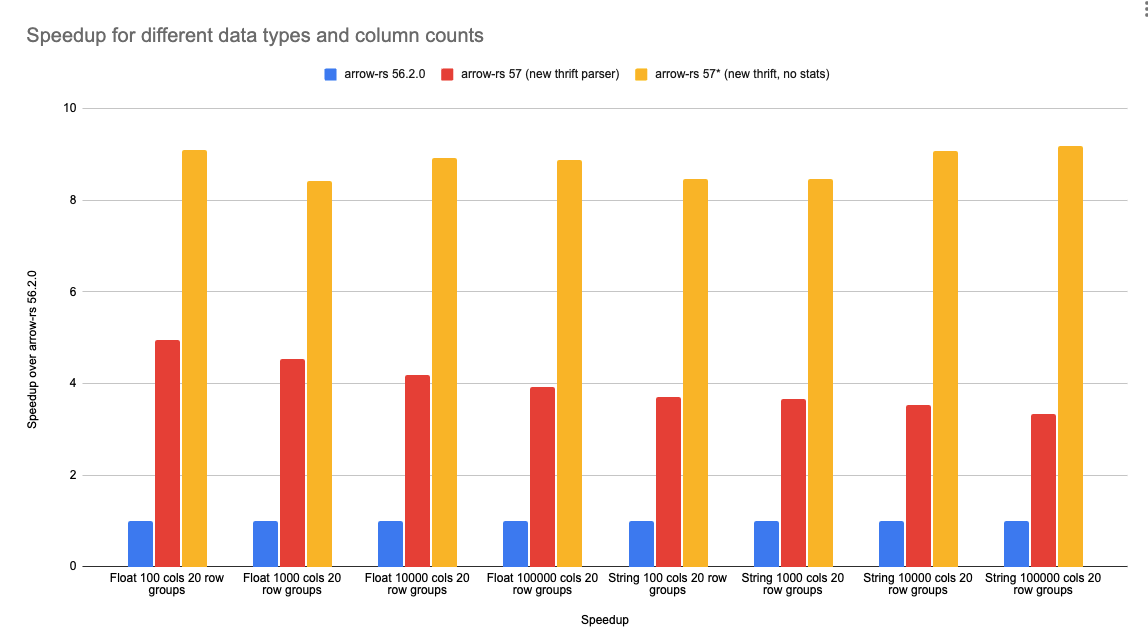 Speedup for different data types and column counts
arrow-rs 56.2.0
arrow-rs 57 (new thrift parser)
arrow-rs 57* (new thrift, no stats)
Speedup over arrow-rs 56.2.0
10
8
6
4
2
0
Float 100 cols 20 row
groups
Float 1000 cols 20
row groups
Float 10000 cols 20
row groups
Float 100000 cols 20
row groups
String 100 cols 20 row
groups
String 1000 cols 20
row groups
String 10000 cols 20
row groups
String 100000 cols 20
row groups
Speedup